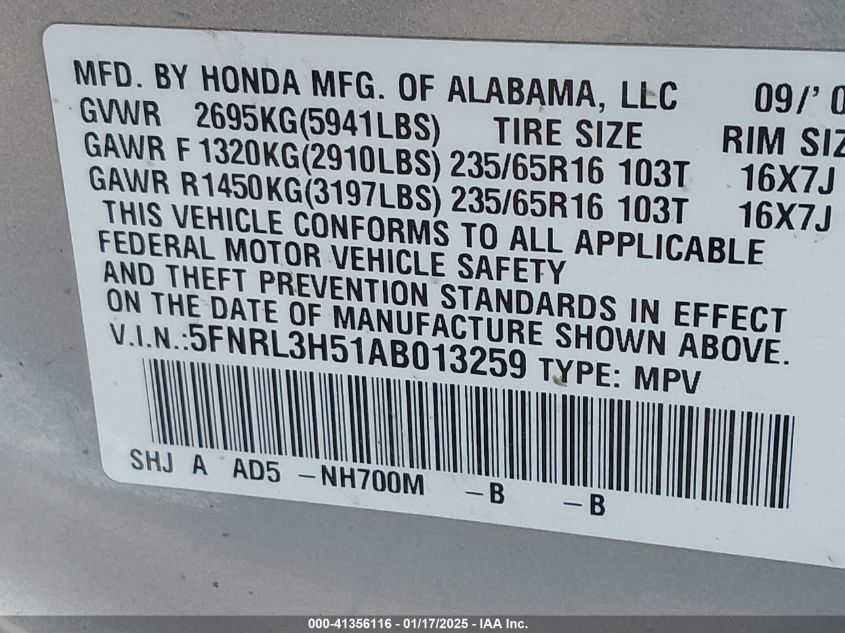 MFD. BY HONDA MFG. OF ALABAMA, LLC 09/'0
GVWR 2695KG(5941LBS) TIRE SIZE RIM SIZ
GAWR F 1320KG(2910LBS) 235/65R16 103T 16X7J
GAWR R1450KG(3197LBS) 235/65R16 103T 16X7J
THIS VEHICLE CONFORMS TO ALL APPLICABLE
FEDERAL MOTOR VEHICLE SAFETY
AND THEFT PREVENTION STANDARDS IN EFFECT
ON THE DATE OF MANUFACTURE SHOWN ABOVE.
V.I.N.:5FNRL3H51AB013259 TYPE: MPV
SHJ A AD5 -NH700M -B -B
000-41356116 - 01/17/2025 - IAA Inc.